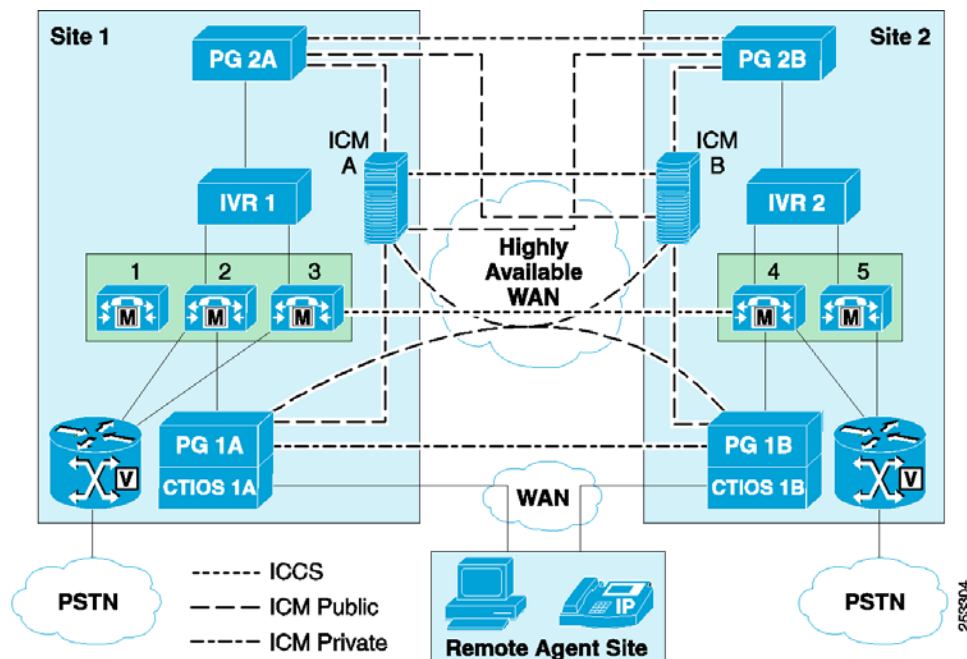 Site 1
PG 2A
PG 2B
Site 2
ICM
A
ICM
B
IVR 1
IVR 2
Highly
Available
WAN
1
2
3
4
5
M
M
M
M
M
PG 1A
CTIOS 1A
PG 1B
CTIOS 1B
V
V
WAN
PSTN
PSTN
ICCS
ICM Public
ICM Private
IP
Remote Agent Site
253304